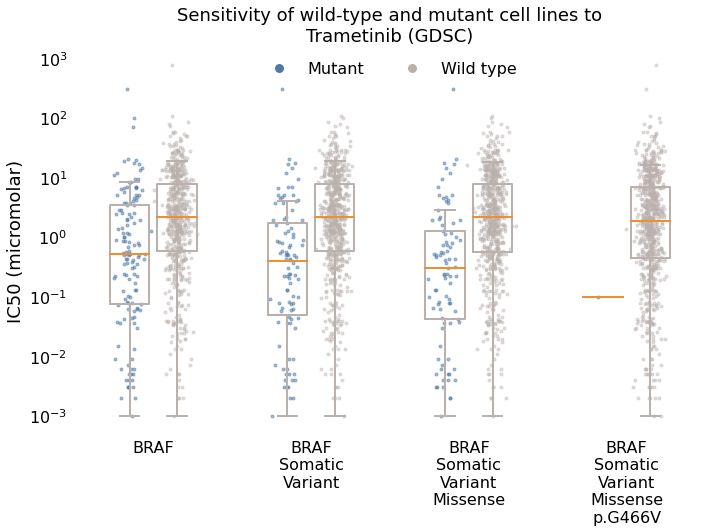 Sensitivity of wild-type and mutant cell lines to
Trametinib (GDSC)
Mutant
Wild type
IC50 (micromolar)
10³
10²
10¹
10⁰
10⁻¹
10⁻²
10⁻³
BRAF
BRAF
Somatic
Variant
BRAF
Somatic
Variant
Missense
BRAF
Somatic
Variant
Missense
p.G466V